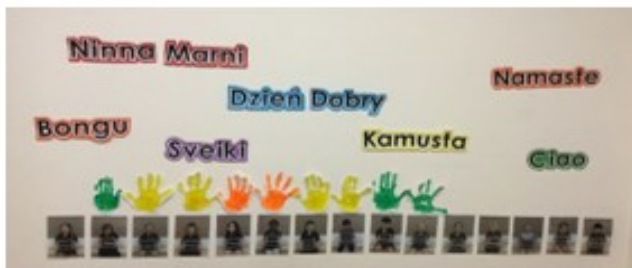 Ninna Marni
Namaste
Dzień Dobry
Bongu
Kamusta
Sveiki
Ciao